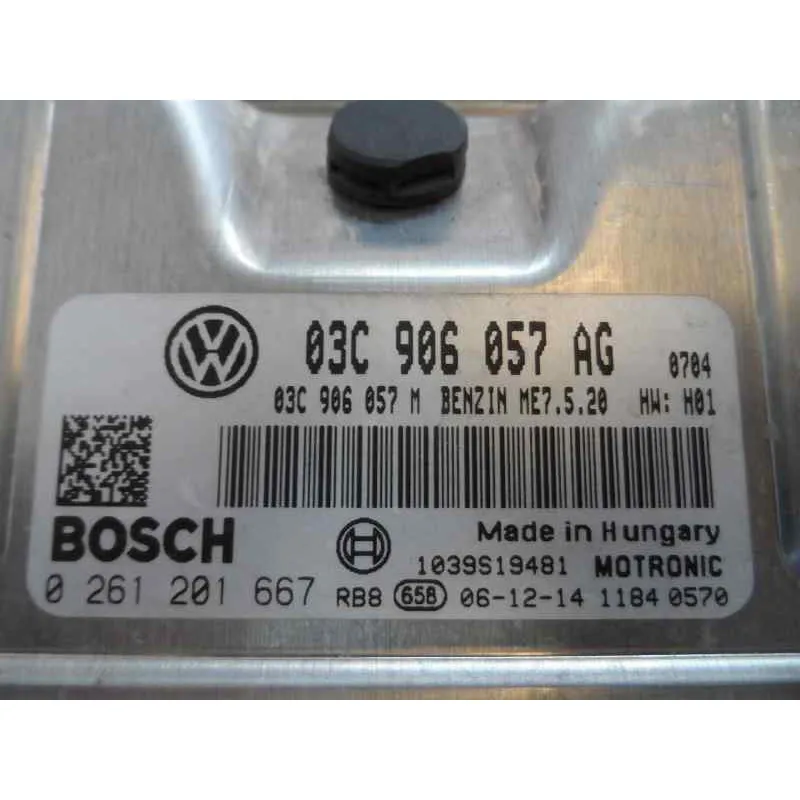 03C 906 057 AG 0704
03C 906 057 M BENZIN ME7.5.20 HW: H01
BOSCH Made in Hungary
1039S19481 MOTRONIC
0 261 201 667 RB8 658 06-12-14 1184 0570